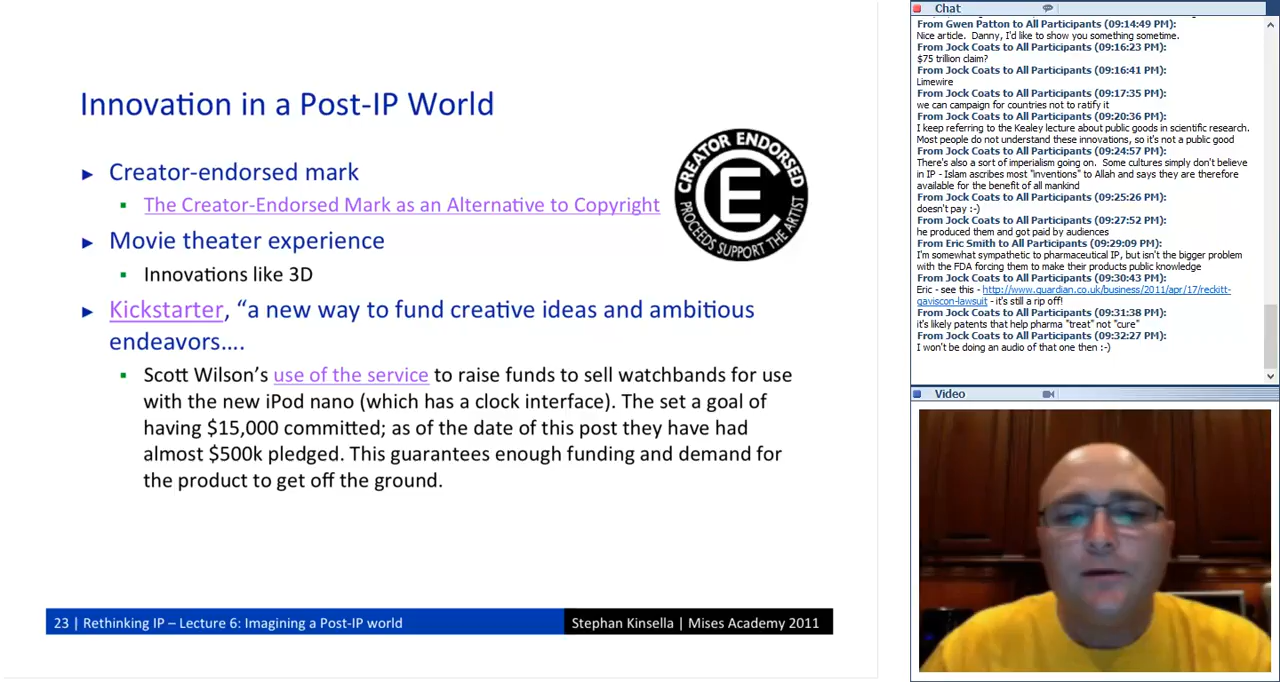 Innovation in a Post-IP World
► Creator-endorsed mark
▪ The Creator-Endorsed Mark as an Alternative to Copyright
CREATOR ENDORSED
E
PROCEEDS SUPPORT THE ARTIST
► Movie theater experience
▪ Innovations like 3D
► Kickstarter, “a new way to fund creative ideas and ambitious
endeavors….
▪ Scott Wilson’s use of the service to raise funds to sell watchbands for use
with the new iPod nano (which has a clock interface). The set a goal of
having $15,000 committed; as of the date of this post they have had
almost $500k pledged. This guarantees enough funding and demand for
the product to get off the ground.
23 | Rethinking IP – Lecture 6: Imagining a Post-IP world
Stephan Kinsella | Mises Academy 2011
Chat
From Gwen Patton to All Participants (09:14:49 PM):
Nice article. Danny, I'd like to show you something sometime.
From Jock Coats to All Participants (09:16:23 PM):
$75 trillion claim?
From Jock Coats to All Participants (09:16:41 PM):
Limewire
From Jock Coats to All Participants (09:17:35 PM):
we can campaign for countries not to ratify it
From Jock Coats to All Participants (09:20:36 PM):
I keep referring to the Kealey lecture about public goods in scientific research.
Most people do not understand these innovations, so it's not a public good
From Jock Coats to All Participants (09:24:57 PM):
There's also a sort of imperialism going on. Some cultures simply don't believe
in IP - Islam ascribes most "inventions" to Allah and says they are therefore
available for the benefit of all mankind
From Jock Coats to All Participants (09:25:26 PM):
doesn't pay :-)
From Jock Coats to All Participants (09:27:52 PM):
he produced them and got paid by audiences
From Eric Smith to All Participants (09:29:09 PM):
I'm somewhat sympathetic to pharmaceutical IP, but isn't the bigger problem
with the FDA forcing them to make their products public knowledge
From Jock Coats to All Participants (09:30:43 PM):
Eric - see this - http://www.guardian.co.uk/business/2011/apr/17/reckitt-
gaviscon-lawsuit - it's still a rip off!
From Jock Coats to All Participants (09:31:38 PM):
it's likely patents that help pharma "treat" not "cure"
From Jock Coats to All Participants (09:32:27 PM):
I won't be doing an audio of that one then :-)
Video